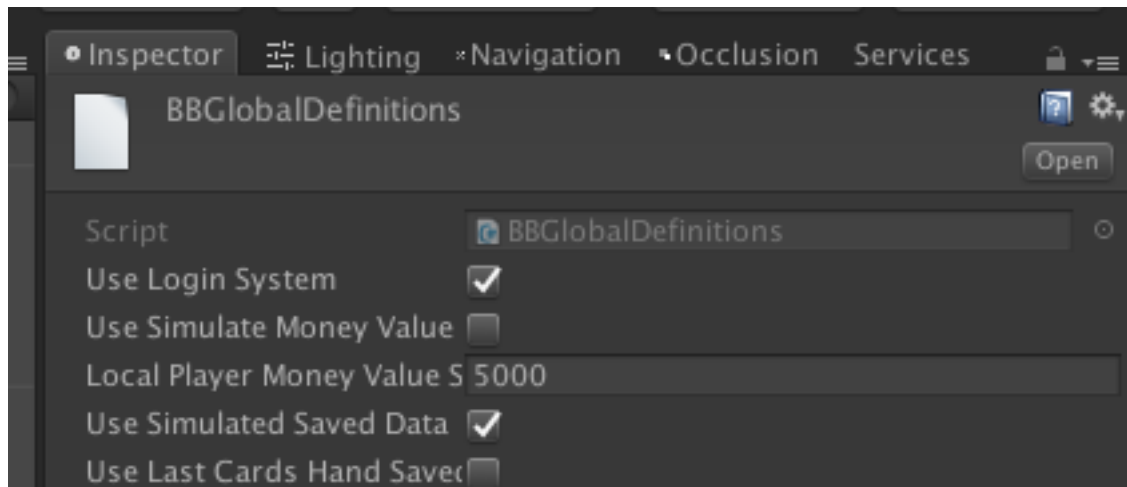 Inspector Lighting Navigation Occlusion Services
BBGlobalDefinitions
Open
Script BBGlobalDefinitions
Use Login System
Use Simulate Money Value
Local Player Money Value S 5000
Use Simulated Saved Data
Use Last Cards Hand Saved